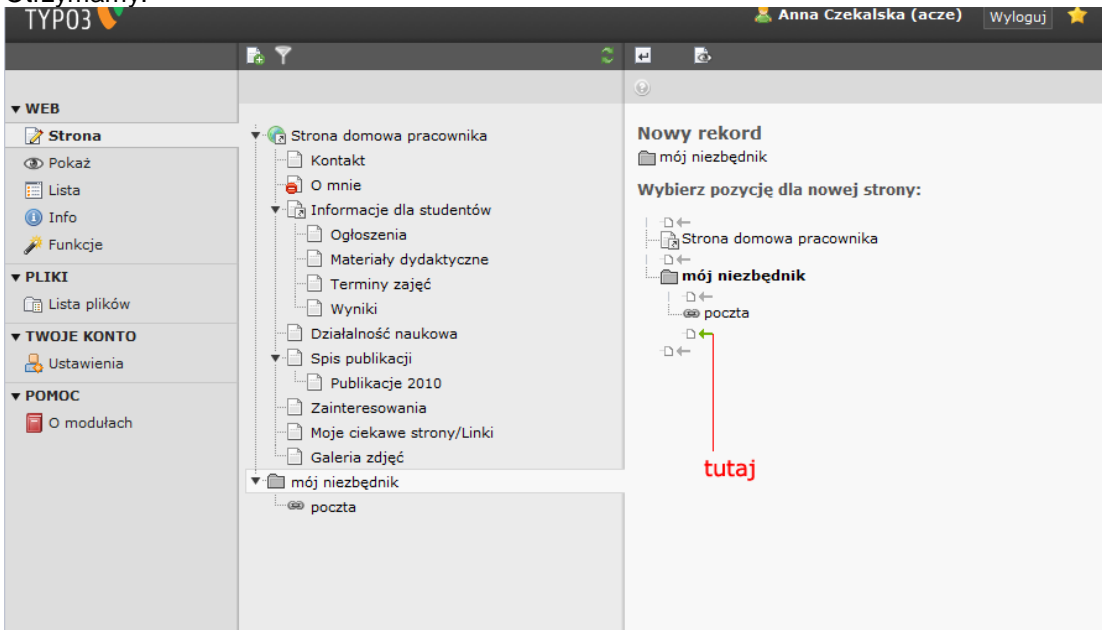 Otrzymamy:
TYPO3
Anna Czekalska (acze)
Wyloguj
WEB
Strona
Pokaż
Lista
Info
Funkcje
PLIKI
Lista plików
TWOJE KONTO
Ustawienia
POMOC
O modułach
Strona domowa pracownika
Kontakt
O mnie
Informacje dla studentów
Ogłoszenia
Materiały dydaktyczne
Terminy zajęć
Wyniki
Działalność naukowa
Spis publikacji
Publikacje 2010
Zainteresowania
Moje ciekawe strony/Linki
Galeria zdjęć
mój niezbędnik
poczta
Nowy rekord
mój niezbędnik
Wybierz pozycję dla nowej strony:
Strona domowa pracownika
mój niezbędnik
poczta
tutaj